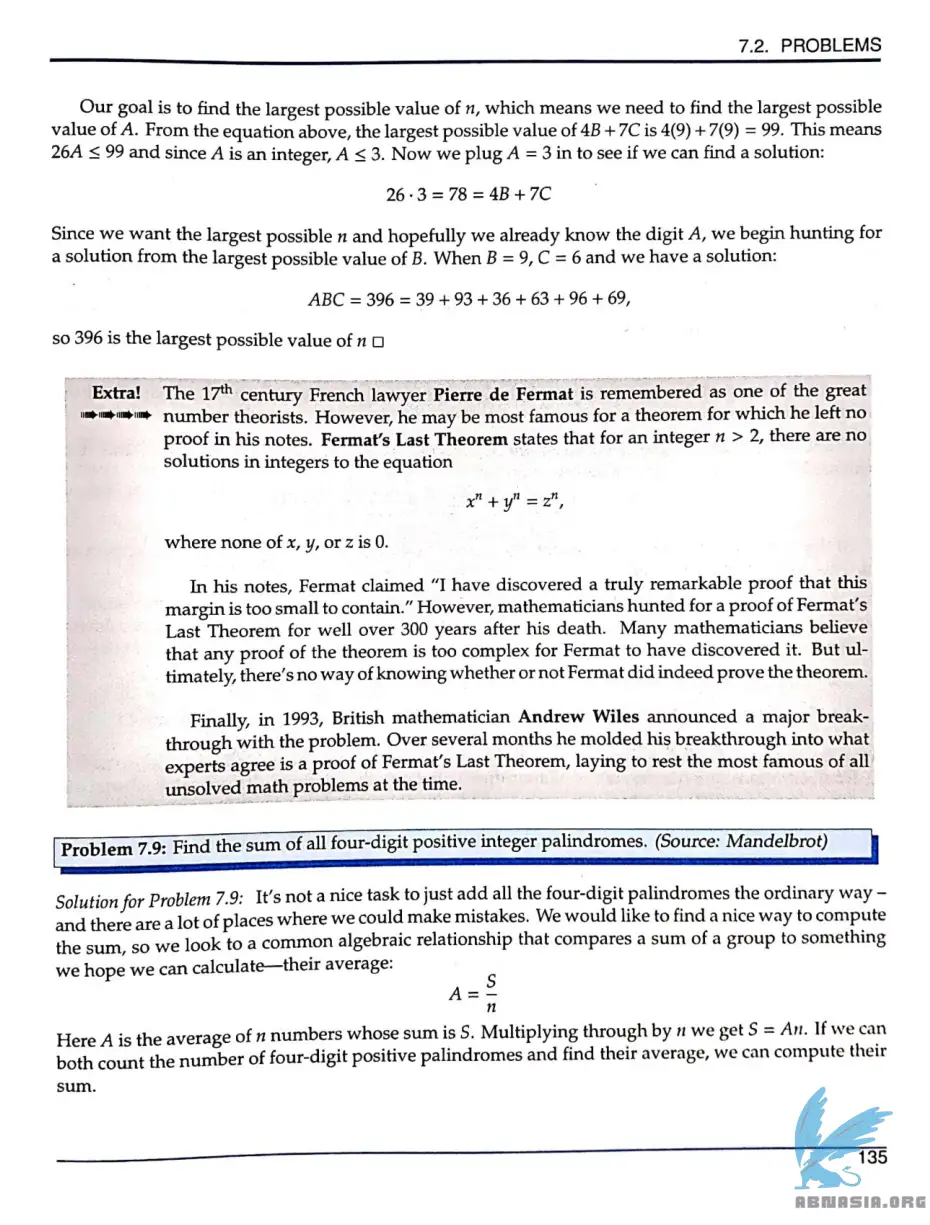 7.2. PROBLEMS
Our goal is to find the largest possible value of n, which means we need to find the largest possible
value of A. From the equation above, the largest possible value of 4B + 7C is 4(9) + 7(9) = 99. This means
26A ≤ 99 and since A is an integer, A ≤ 3. Now we plug A = 3 in to see if we can find a solution:
26 · 3 = 78 = 4B + 7C
Since we want the largest possible n and hopefully we already know the digit A, we begin hunting for
a solution from the largest possible value of B. When B = 9, C = 6 and we have a solution:
ABC = 396 = 39 + 93 + 36 + 63 + 96 + 69,
so 396 is the largest possible value of n □
Extra! The 17th century French lawyer Pierre de Fermat is remembered as one of the great
number theorists. However, he may be most famous for a theorem for which he left no
proof in his notes. Fermat's Last Theorem states that for an integer n > 2, there are no
solutions in integers to the equation
xⁿ + yⁿ = zⁿ,
where none of x, y, or z is 0.
In his notes, Fermat claimed "I have discovered a truly remarkable proof that this
margin is too small to contain." However, mathematicians hunted for a proof of Fermat's
Last Theorem for well over 300 years after his death. Many mathematicians believe
that any proof of the theorem is too complex for Fermat to have discovered it. But ul-
timately, there's no way of knowing whether or not Fermat did indeed prove the theorem.
Finally, in 1993, British mathematician Andrew Wiles announced a major break-
through with the problem. Over several months he molded his breakthrough into what
experts agree is a proof of Fermat's Last Theorem, laying to rest the most famous of all
unsolved math problems at the time.
Problem 7.9: Find the sum of all four-digit positive integer palindromes. (Source: Mandelbrot)
Solution for Problem 7.9: It's not a nice task to just add all the four-digit palindromes the ordinary way –
and there are a lot of places where we could make mistakes. We would like to find a nice way to compute
the sum, so we look to a common algebraic relationship that compares a sum of a group to something
we hope we can calculate—their average:
A = S/n
Here A is the average of n numbers whose sum is S. Multiplying through by n we get S = An. If we can
both count the number of four-digit positive palindromes and find their average, we can compute their
sum.
135
ABNASIA.ORG